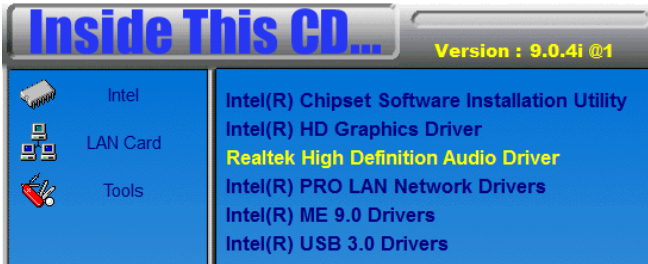 Inside This CD...
Version : 9.0.4i @1
Intel
LAN Card
Tools
Intel(R) Chipset Software Installation Utility
Intel(R) HD Graphics Driver
Realtek High Definition Audio Driver
Intel(R) PRO LAN Network Drivers
Intel(R) ME 9.0 Drivers
Intel(R) USB 3.0 Drivers